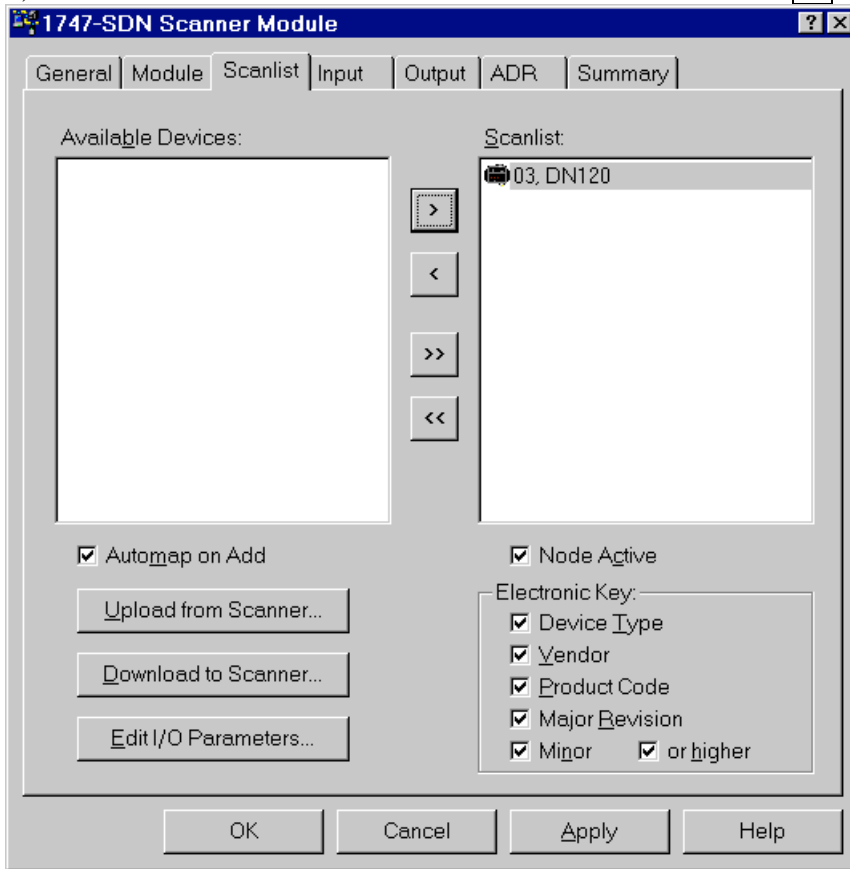 1747-SDN Scanner Module
General Module Scanlist Input Output ADR Summary
Available Devices:
Scanlist:
03, DN120
>
<
>>
<<
Automap on Add
Node Active
Upload from Scanner...
Download to Scanner...
Edit I/O Parameters...
Electronic Key:
Device Type
Vendor
Product Code
Major Revision
Minor or higher
OK Cancel Apply Help